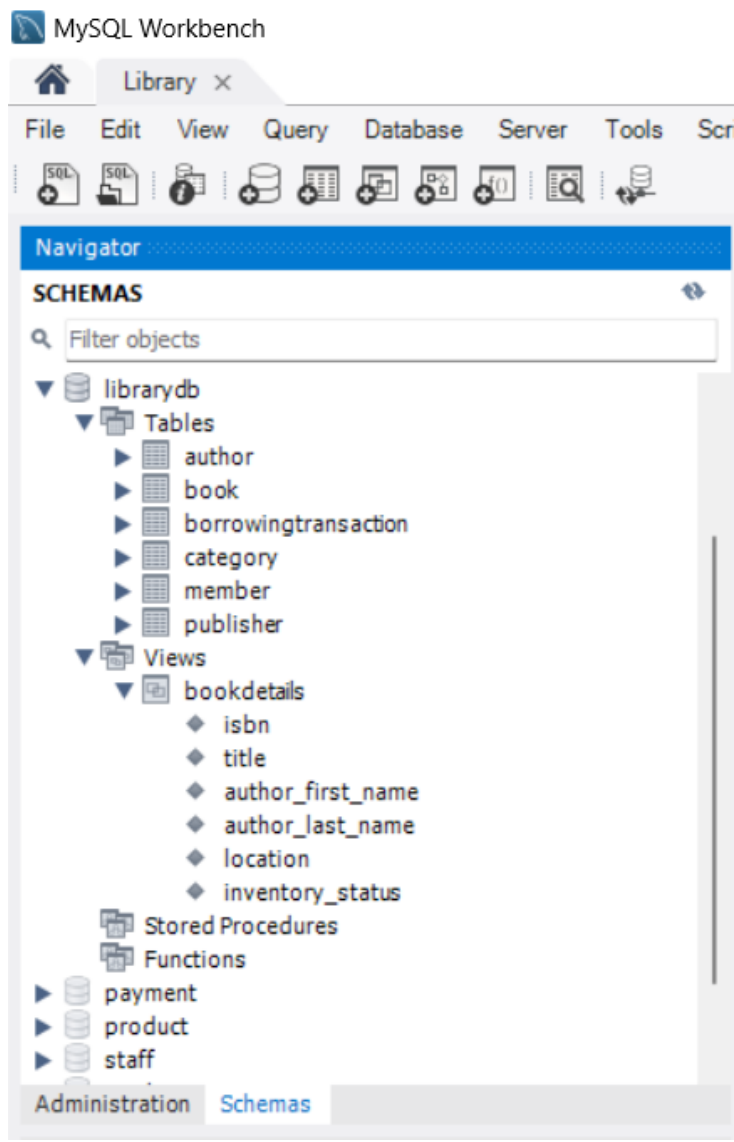 MySQL Workbench
Library
File Edit View Query Database Server Tools Scr
SQL SQL f()
Navigator
SCHEMAS
Filter objects
librarydb
Tables
author
book
borrowingtransaction
category
member
publisher
Views
bookdetails
isbn
title
author_first_name
author_last_name
location
inventory_status
Stored Procedures
Functions
payment
product
staff
Administration Schemas